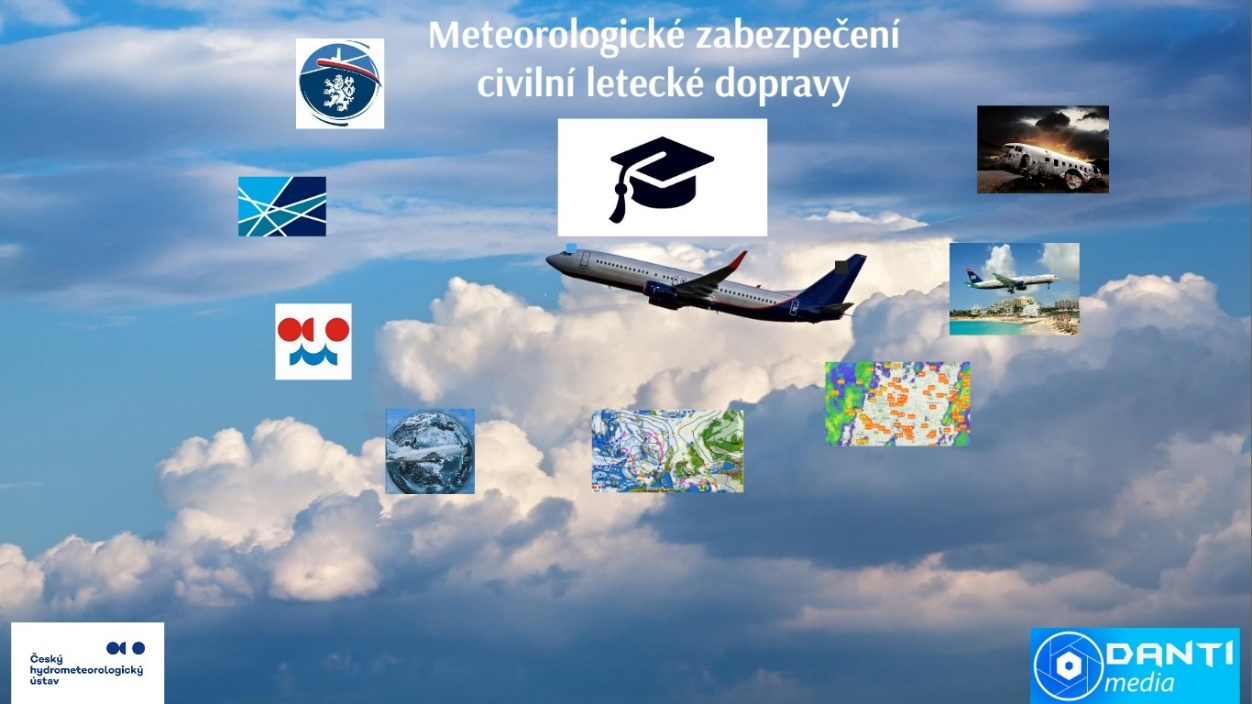 Meteorologické zabezpečení
civilní letecké dopravy
Český
hydrometeorologický
ústav
DANTI
media